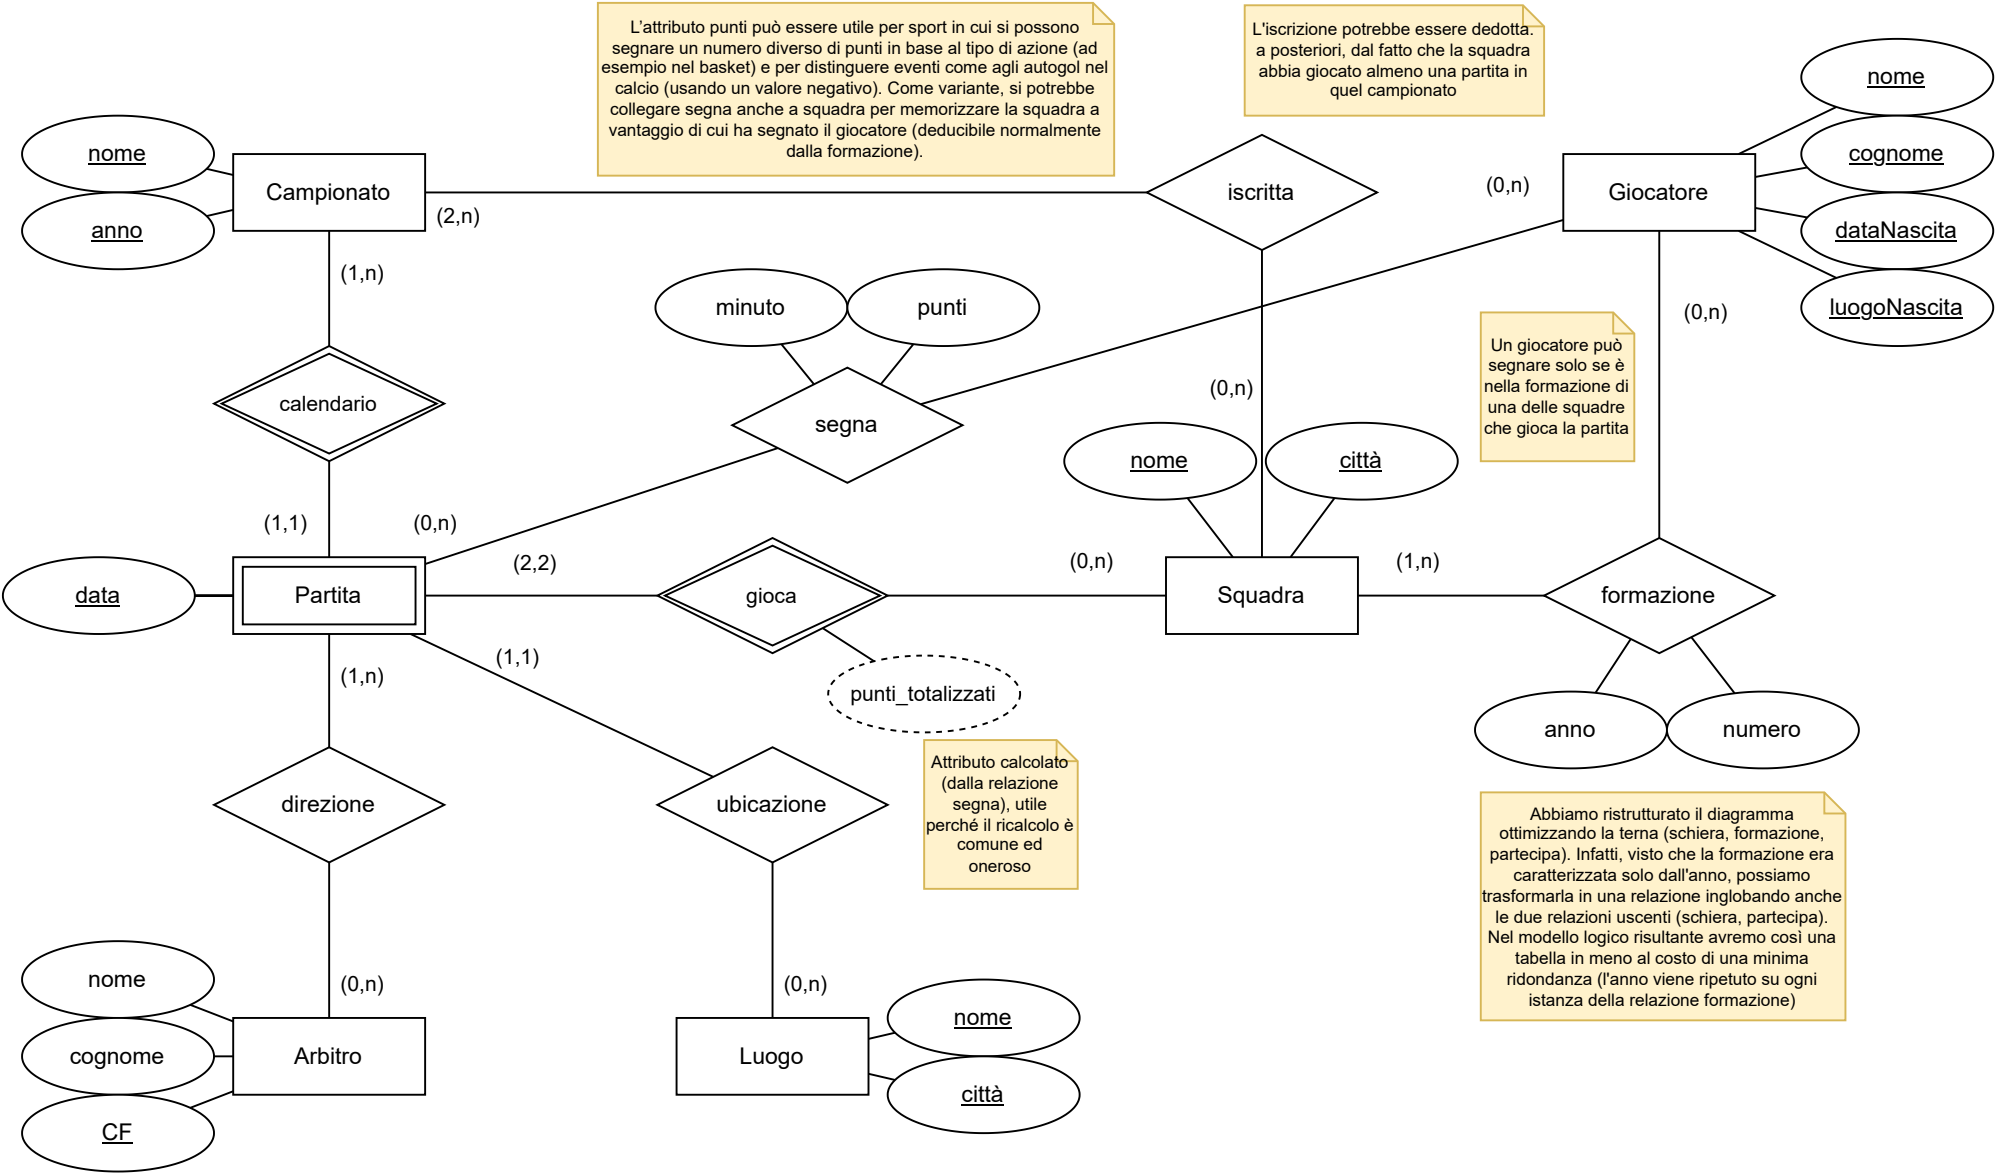 L'attributo punti può essere utile per sport in cui si possono
segnare un numero diverso di punti in base al tipo di azione (ad
esempio nel basket) e per distinguere eventi come agli autogol nel
calcio (usando un valore negativo). Come variante, si potrebbe
collegare segna anche a squadra per memorizzare la squadra a
vantaggio di cui ha segnato il giocatore (deducibile normalmente
dalla formazione).
L'iscrizione potrebbe essere dedotta.
a posteriori, dal fatto che la squadra
abbia giocato almeno una partita in
quel campionato
nome
cognome
dataNascita
luogoNascita
Giocatore
(0,n)
(0,n)
nome
anno
Campionato
(2,n)
(1,n)
iscritta
(0,n)
minuto
punti
segna
calendario
Un giocatore può
segnare solo se è
nella formazione di
una delle squadre
che gioca la partita
nome
città
(1,1)
(0,n)
(2,2)
(0,n)
(1,n)
data
Partita
gioca
Squadra
formazione
(1,n)
(1,1)
punti_totalizzati
anno
numero
Attributo calcolato
(dalla relazione
segna), utile
perché il ricalcolo è
comune ed
oneroso
direzione
ubicazione
Abbiamo ristrutturato il diagramma
ottimizzando la terna (schiera, formazione,
partecipa). Infatti, visto che la formazione era
caratterizzata solo dall'anno, possiamo
trasformarla in una relazione inglobando anche
le due relazioni uscenti (schiera, partecipa).
Nel modello logico risultante avremo così una
tabella in meno al costo di una minima
ridondanza (l'anno viene ripetuto su ogni
istanza della relazione formazione)
(0,n)
(0,n)
nome
cognome
CF
Arbitro
Luogo
nome
città